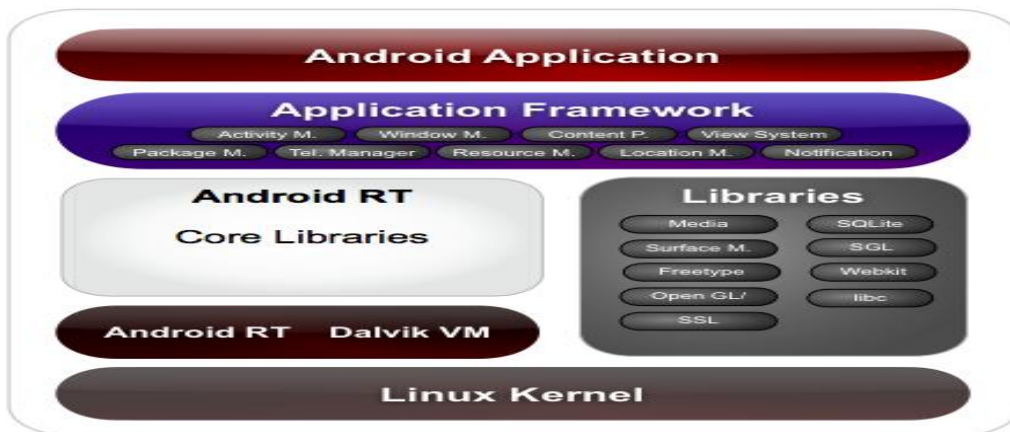 Android Application
Application Framework
Activity M. Window M. Content P. View System
Package M. Tel. Manager Resource M. Location M. Notification
Android RT
Core Libraries
Android RT Dalvik VM
Libraries
Media SQLite
Surface M. SGL
Freetype Webkit
Open GL/ libc
SSL
Linux Kernel